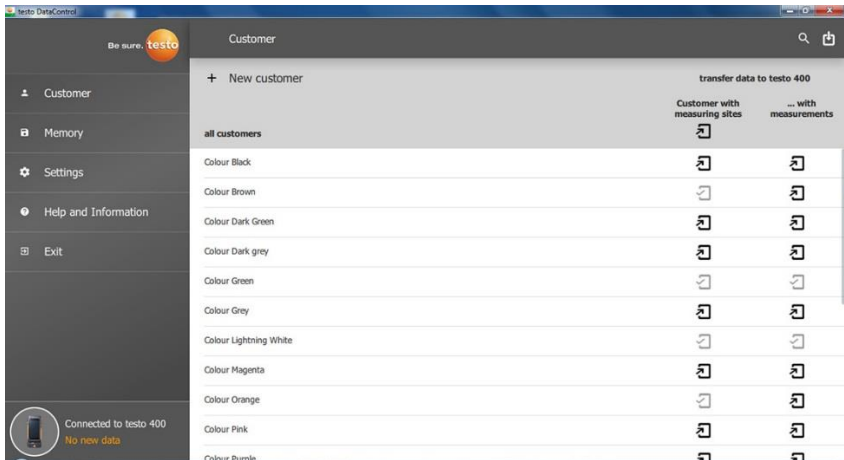 testo DataControl
Be sure. testo
Customer
Memory
Settings
Help and Information
Exit
Connected to testo 400
No new data
Customer
+ New customer
transfer data to testo 400
Customer with
measuring sites
... with
measurements
all customers
Colour Black
Colour Brown
Colour Dark Green
Colour Dark grey
Colour Green
Colour Grey
Colour Lightning White
Colour Magenta
Colour Orange
Colour Pink
Colour Purple